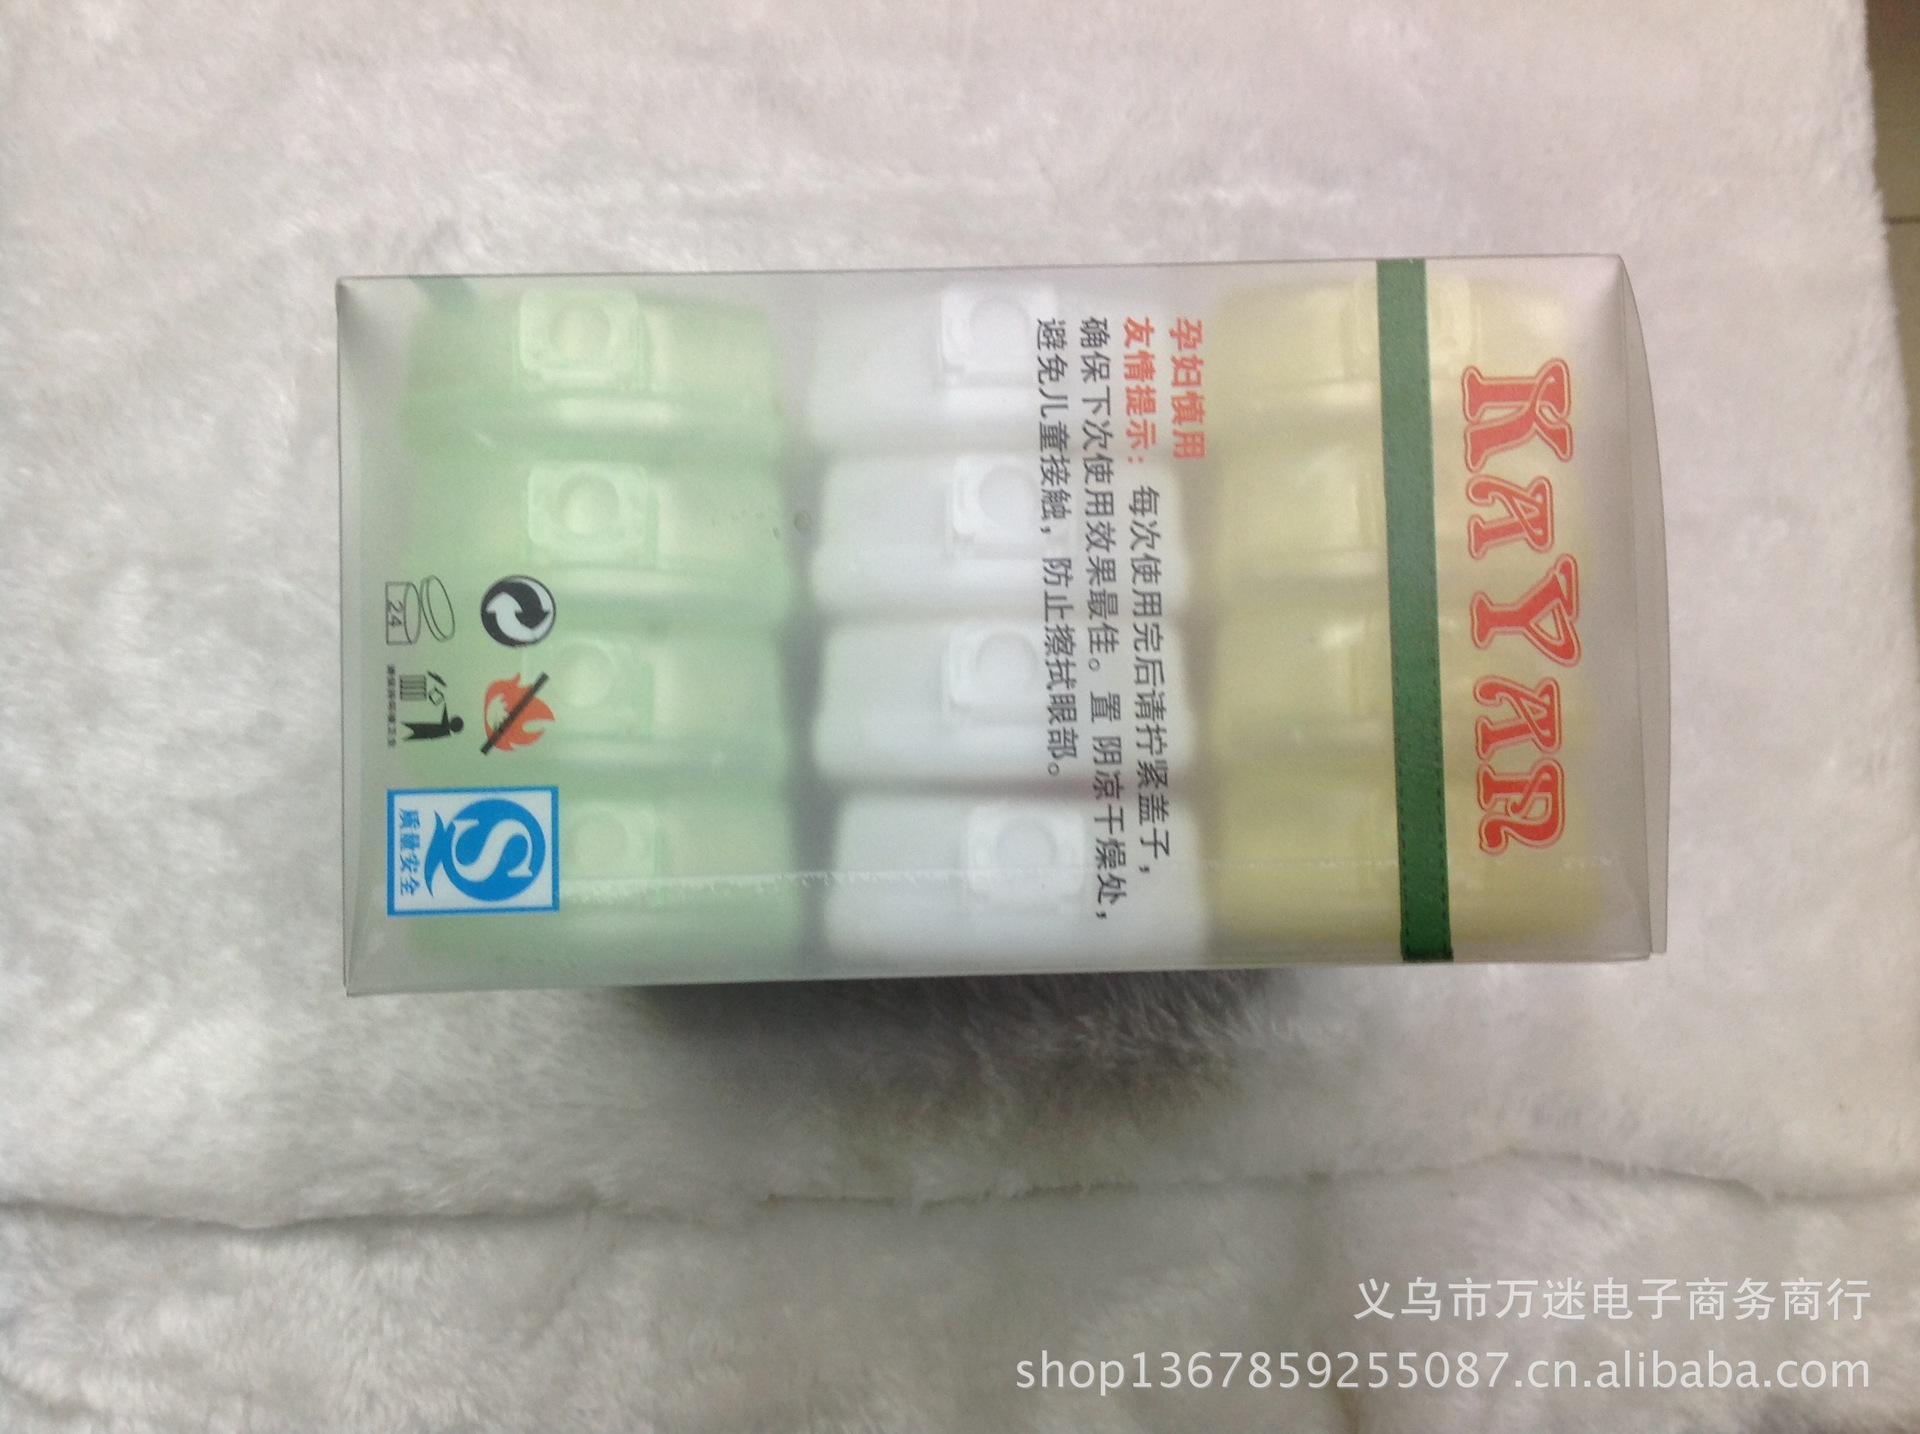 KAYAN
孕妇慎用
友情提示：每次使用完后请拧紧盖子，
确保下次使用效果最佳。置 阴凉干燥处，
避免儿童接触，防止擦拭眼部。
24
质量安全
义乌市万迷电子商务商行
shop1367859255087.cn.alibaba.com